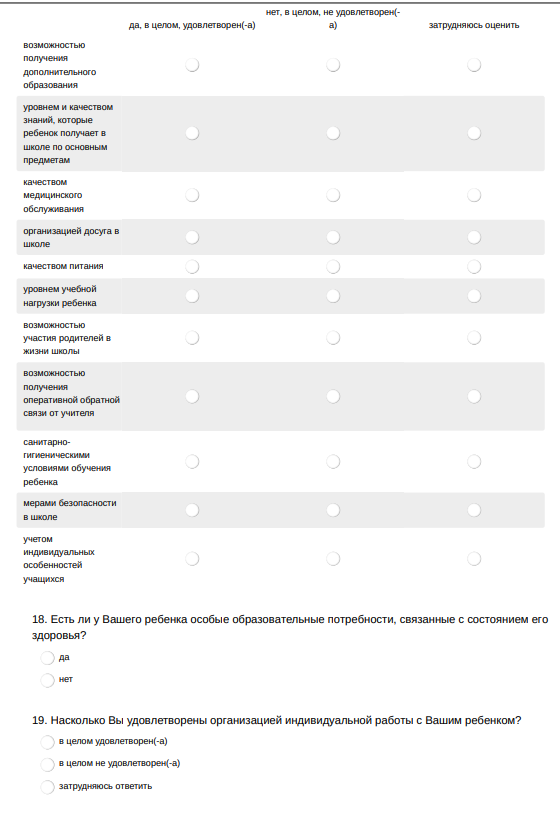 да, в целом, удовлетворен(-а)
нет, в целом, не удовлетворен(-
а)
затрудняюсь оценить
возможностью
получения
дополнительного
образования
уровнем и качеством
знаний, которые
ребенок получает в
школе по основным
предметам
качеством
медицинского
обслуживания
организацией досуга в
школе
качеством питания
уровнем учебной
нагрузки ребенка
возможностью
участия родителей в
жизни школы
возможностью
получения
оперативной обратной
связи от учителя
санитарно-
гигиеническими
условиями обучения
ребенка
мерами безопасности
в школе
учетом
индивидуальных
особенностей
учащихся
18. Есть ли у Вашего ребенка особые образовательные потребности, связанные с состоянием его
здоровья?
да
нет
19. Насколько Вы удовлетворены организацией индивидуальной работы с Вашим ребенком?
в целом удовлетворен(-а)
в целом не удовлетворен(-а)
затрудняюсь ответить